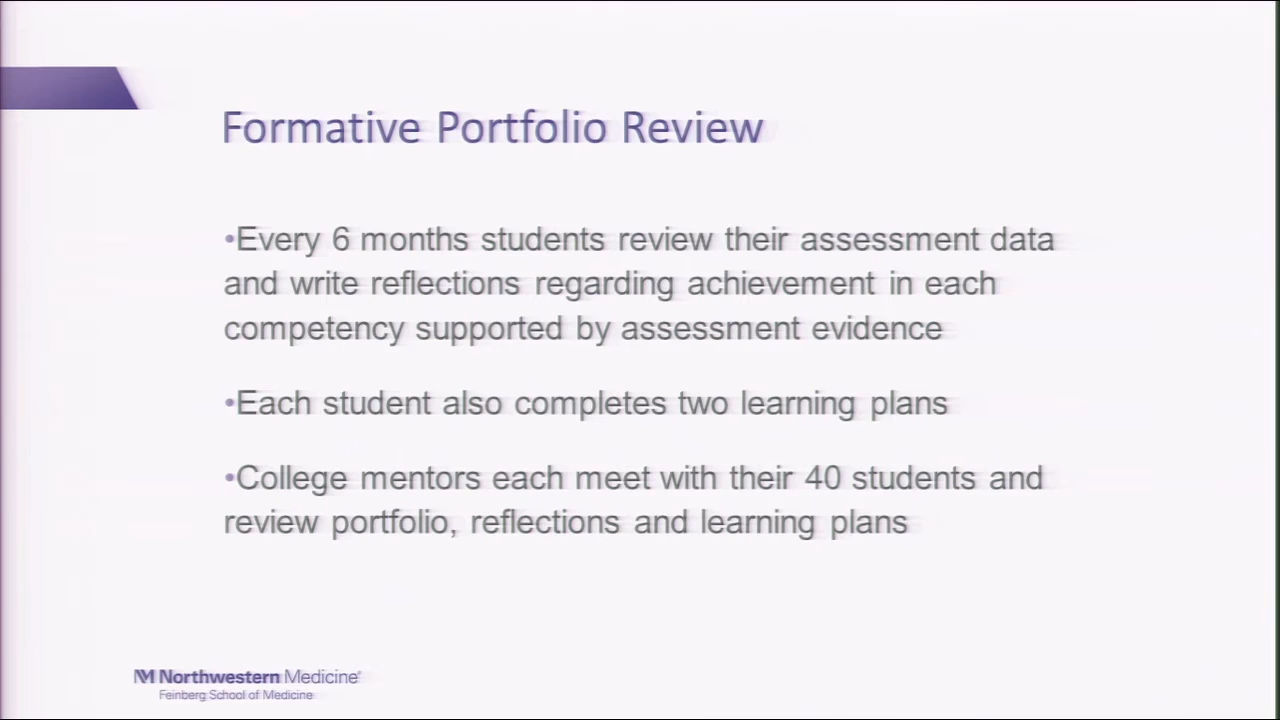 Formative Portfolio Review
•Every 6 months students review their assessment data
and write reflections regarding achievement in each
competency supported by assessment evidence
•Each student also completes two learning plans
•College mentors each meet with their 40 students and
review portfolio, reflections and learning plans
NM Northwestern Medicine®
Feinberg School of Medicine